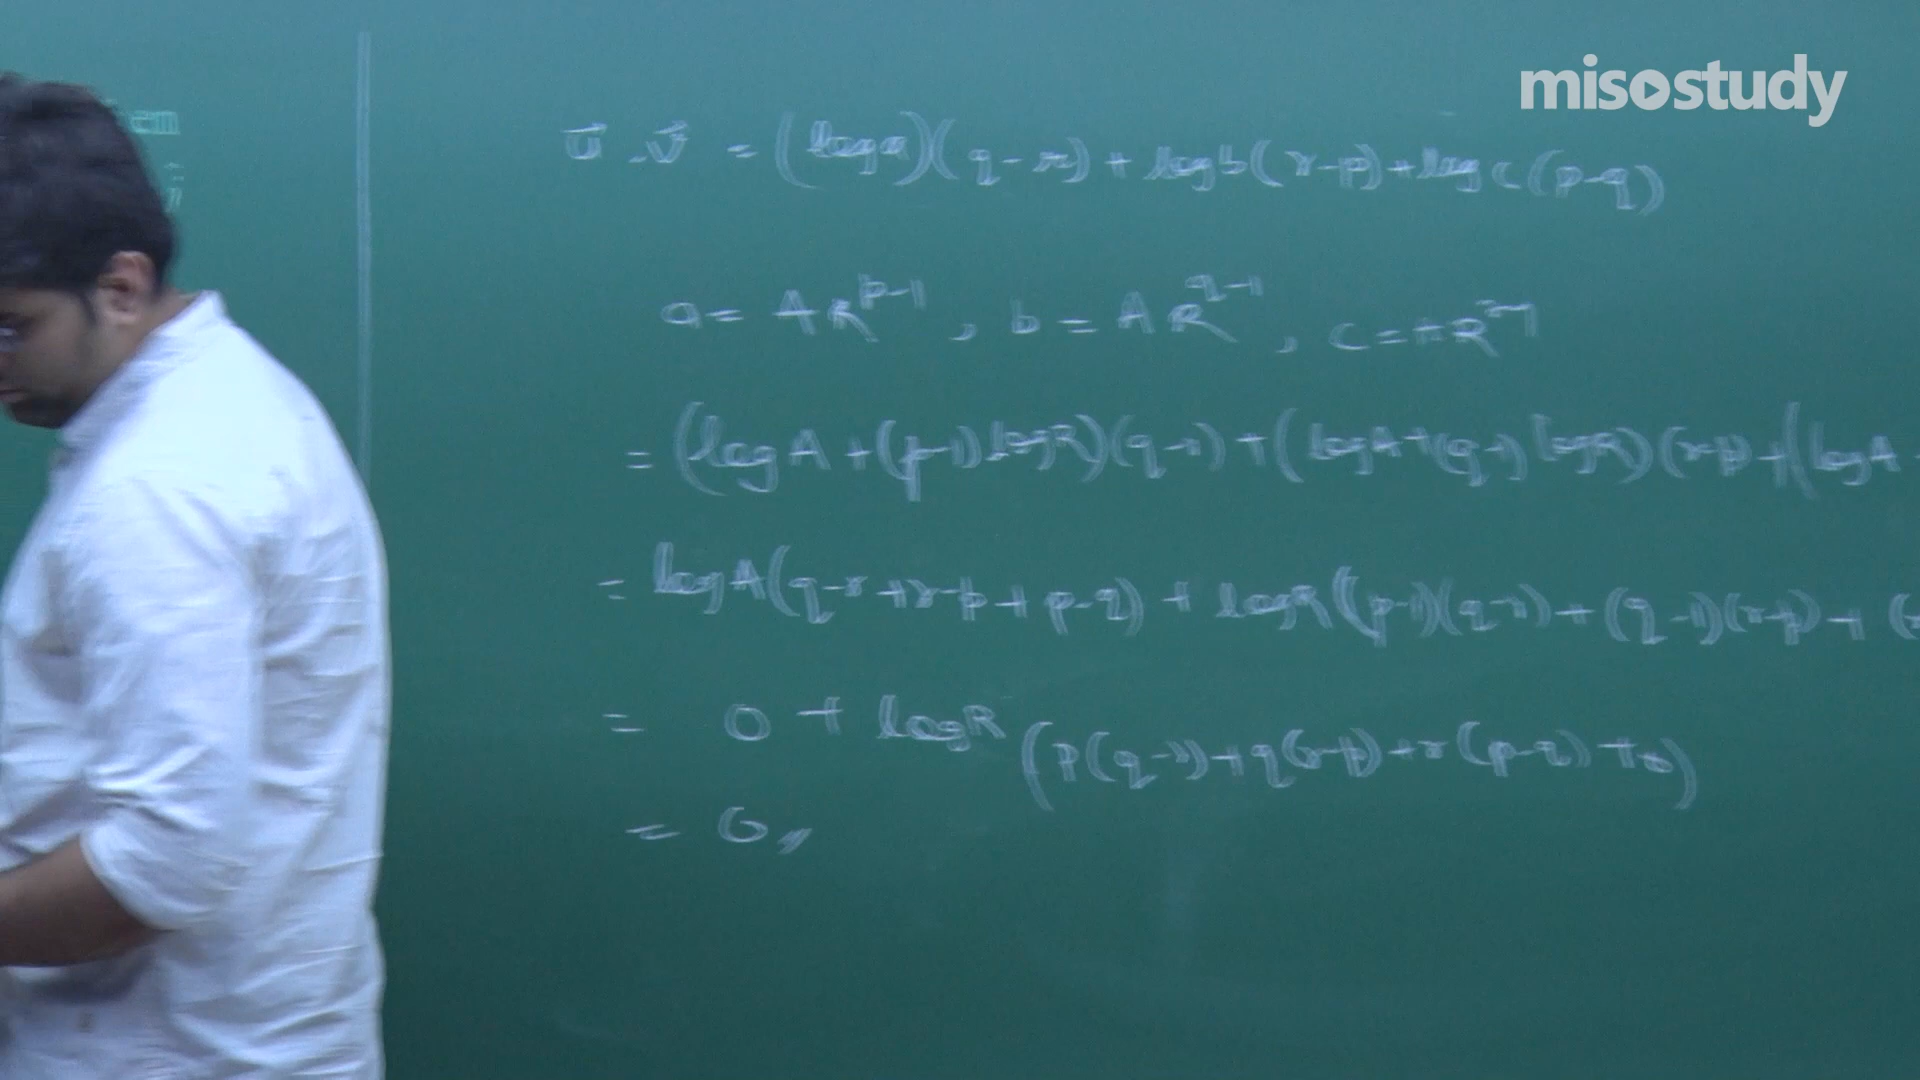 misostudy
em
u⃗ . v⃗ = (log a)(q-r) + log b(r-p) + log c(p-q)
a = AR^{p-1}, b = AR^{q-1}, c = AR^{r-1}
= (log A + (p-1) log R)(q-r) + (log A + (q-1) log R)(r-p) + (log A
= log A(q-r+r-p+p-q) + log R((p-1)(q-r) + (q-1)(r-p) + (
= 0 + log R (p(q-r)+q(r-p)+r(p-q)+0)
= 0,,